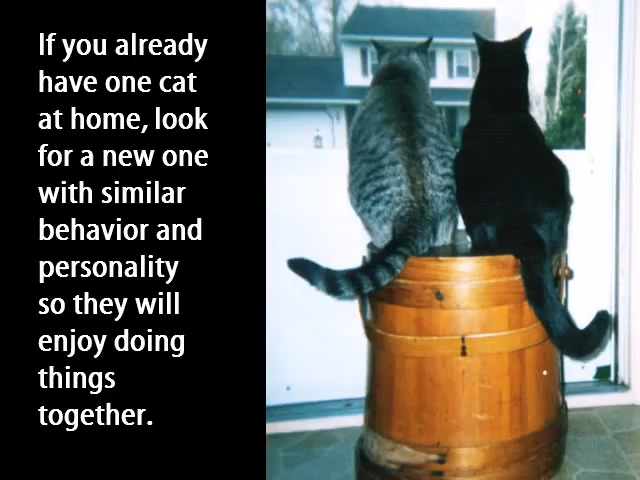 If you already
have one cat
at home, look
for a new one
with similar
behavior and
personality
so they will
enjoy doing
things
together.